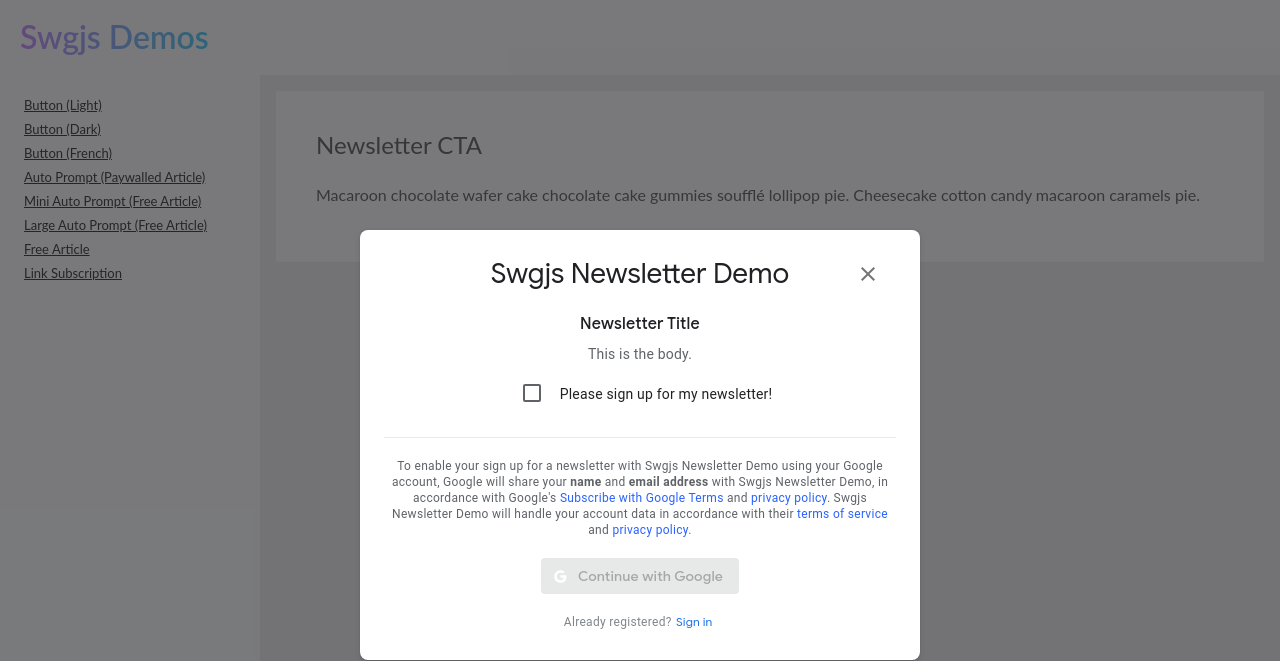 Swgjs Demos
Button (Light)
Button (Dark)
Button (French)
Auto Prompt (Paywalled Article)
Mini Auto Prompt (Free Article)
Large Auto Prompt (Free Article)
Free Article
Link Subscription
Newsletter CTA
Macaroon chocolate wafer cake chocolate cake gummies soufflé lollipop pie. Cheesecake cotton candy macaroon caramels pie.
Swgjs Newsletter Demo
Newsletter Title
This is the body.
Please sign up for my newsletter!
To enable your sign up for a newsletter with Swgjs Newsletter Demo using your Google
account, Google will share your name and email address with Swgjs Newsletter Demo, in
accordance with Google's Subscribe with Google Terms and privacy policy. Swgjs
Newsletter Demo will handle your account data in accordance with their terms of service
and privacy policy.
Continue with Google
Already registered? Sign in